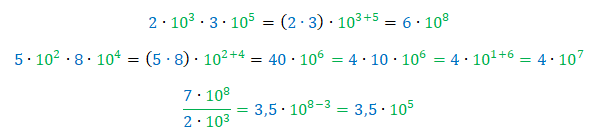 2 · 10³ · 3 · 10⁵ = (2 · 3) · 10³⁺⁵ = 6 · 10⁸
5 · 10² · 8 · 10⁴ = (5 · 8) · 10²⁺⁴ = 40 · 10⁶ = 4 · 10 · 10⁶ = 4 · 10¹⁺⁶ = 4 · 10⁷
7 · 10⁸
2 · 10³ = 3,5 · 10⁸⁻³ = 3,5 · 10⁵